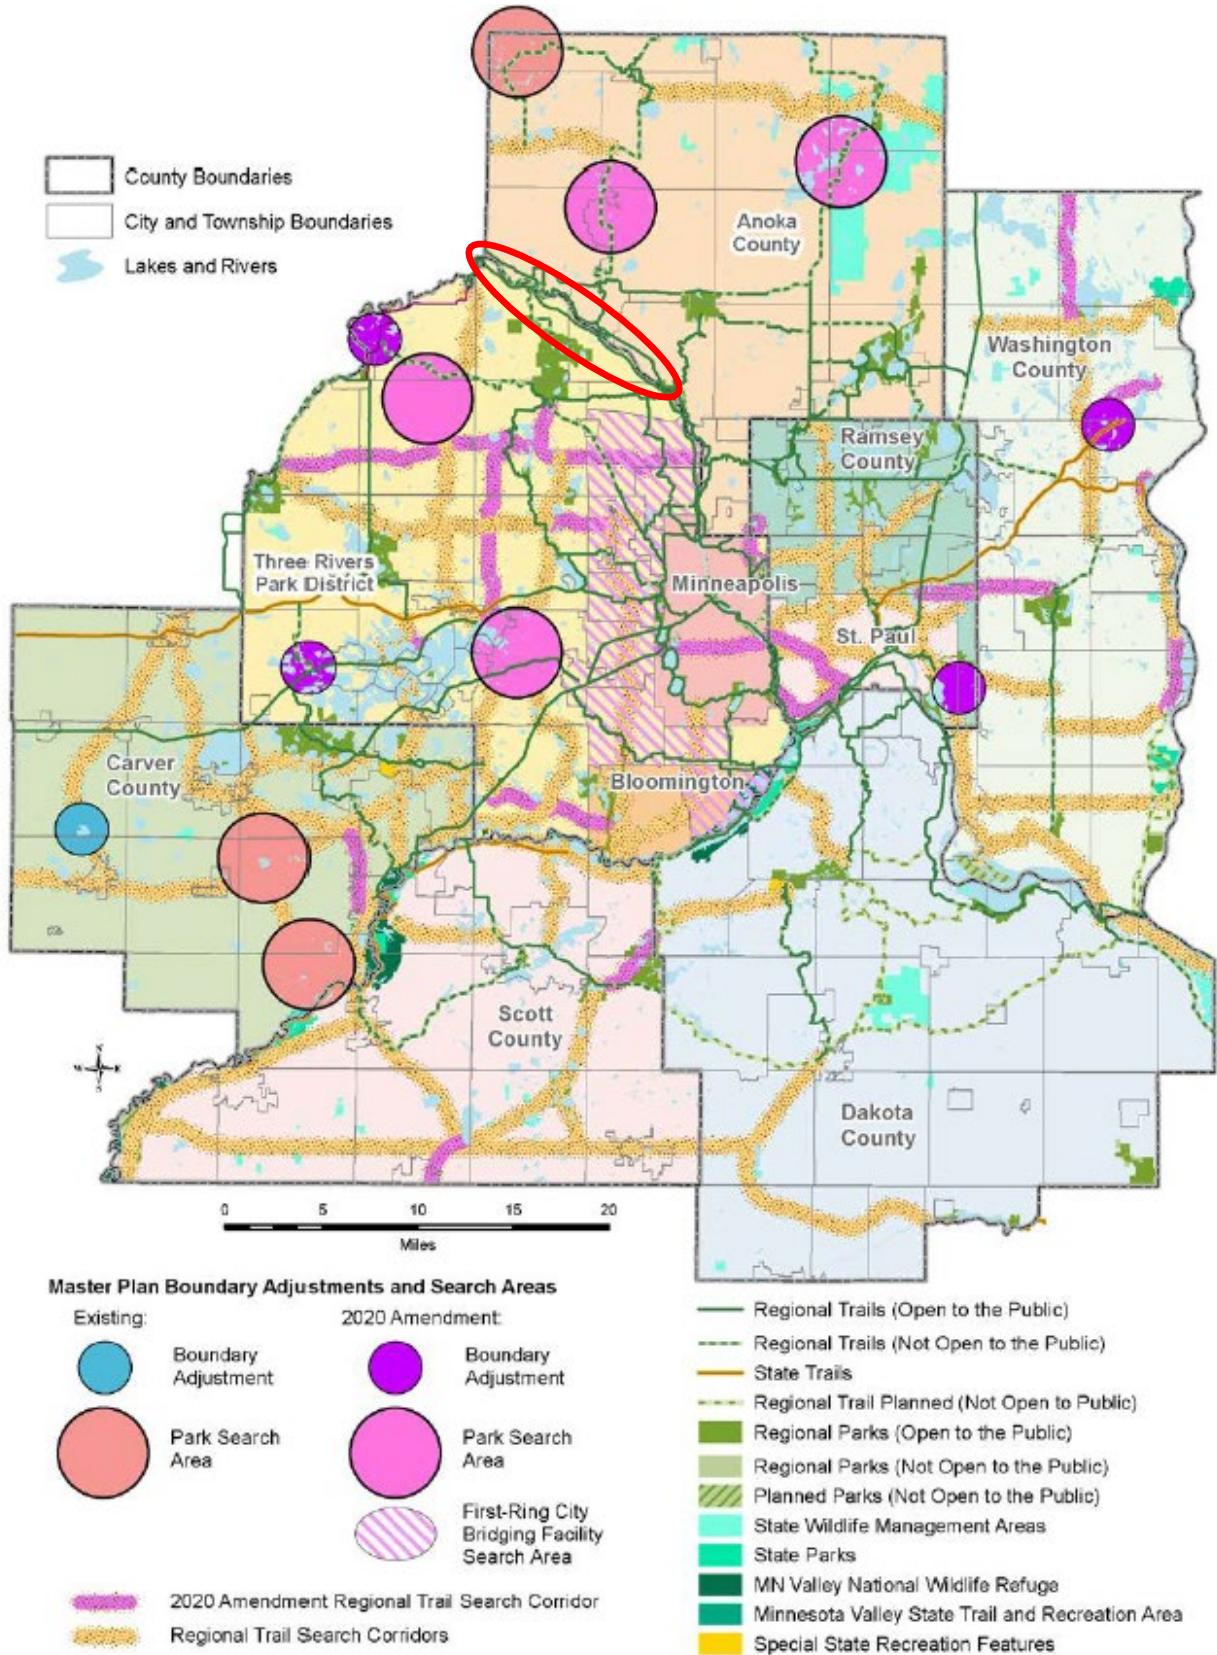 County Boundaries
City and Township Boundaries
Lakes and Rivers
Anoka
County
Washington
County
Ramsey
County
Three Rivers
Park District
Minneapolis
St. Paul
Carver
County
Bloomington
Scott
County
Dakota
County
N
W
E
S
0 5 10 15 20
Miles
Master Plan Boundary Adjustments and Search Areas
Existing:
Boundary
Adjustment
Park Search
Area
2020 Amendment:
Boundary
Adjustment
Park Search
Area
First-Ring City
Bridging Facility
Search Area
2020 Amendment Regional Trail Search Corridor
Regional Trail Search Corridors
Regional Trails (Open to the Public)
Regional Trails (Not Open to the Public)
State Trails
Regional Trail Planned (Not Open to Public)
Regional Parks (Open to the Public)
Regional Parks (Not Open to the Public)
Planned Parks (Not Open to the Public)
State Wildlife Management Areas
State Parks
MN Valley National Wildlife Refuge
Minnesota Valley State Trail and Recreation Area
Special State Recreation Features